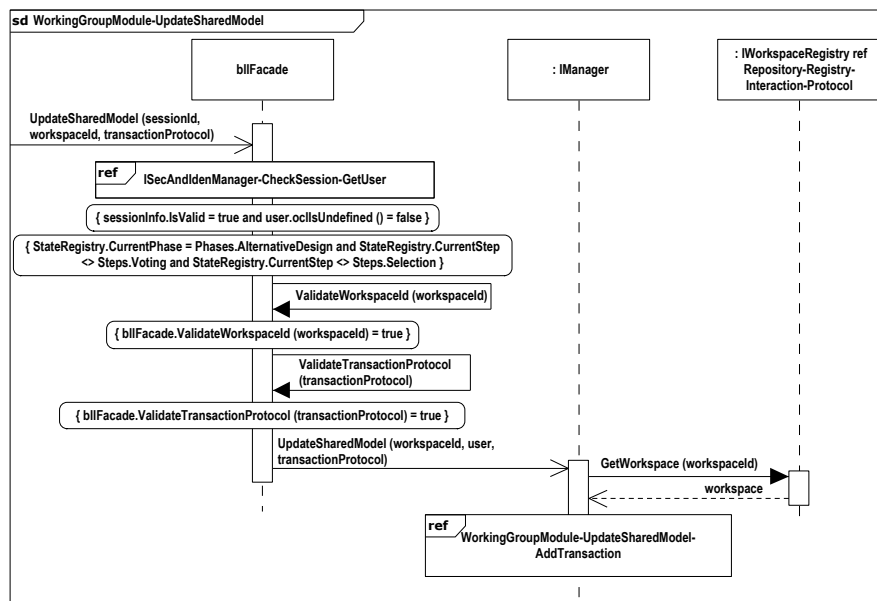 sd WorkingGroupModule-UpdateSharedModel
bllFacade
: IManager
: IWorkspaceRegistry ref
Repository-Registry-
Interaction-Protocol
UpdateSharedModel (sessionId,
workspaceId, transactionProtocol)
ref
ISecAndIdenManager-CheckSession-GetUser
{ sessionInfo.IsValid = true and user.oclIsUndefined () = false }
{ StateRegistry.CurrentPhase = Phases.AlternativeDesign and StateRegistry.CurrentStep
<> Steps.Voting and StateRegistry.CurrentStep <> Steps.Selection }
ValidateWorkspaceId (workspaceId)
{ bllFacade.ValidateWorkspaceId (workspaceId) = true }
ValidateTransactionProtocol
(transactionProtocol)
{ bllFacade.ValidateTransactionProtocol (transactionProtocol) = true }
UpdateSharedModel (workspaceId, user,
transactionProtocol)
GetWorkspace (workspaceId)
workspace
ref
WorkingGroupModule-UpdateSharedModel-
AddTransaction